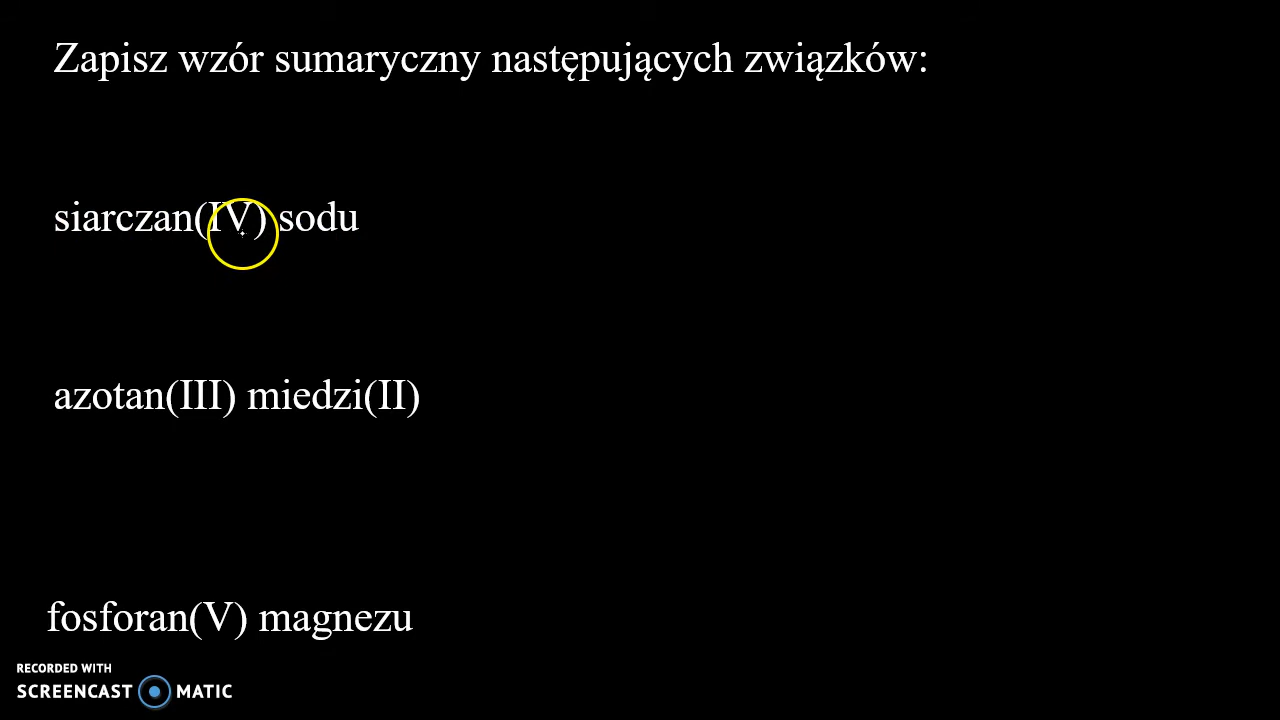 Zapisz wzór sumaryczny następujących związków:
siarczan(IV) sodu
azotan(III) miedzi(II)
fosforan(V) magnezu
RECORDED WITH
SCREENCAST MATIC